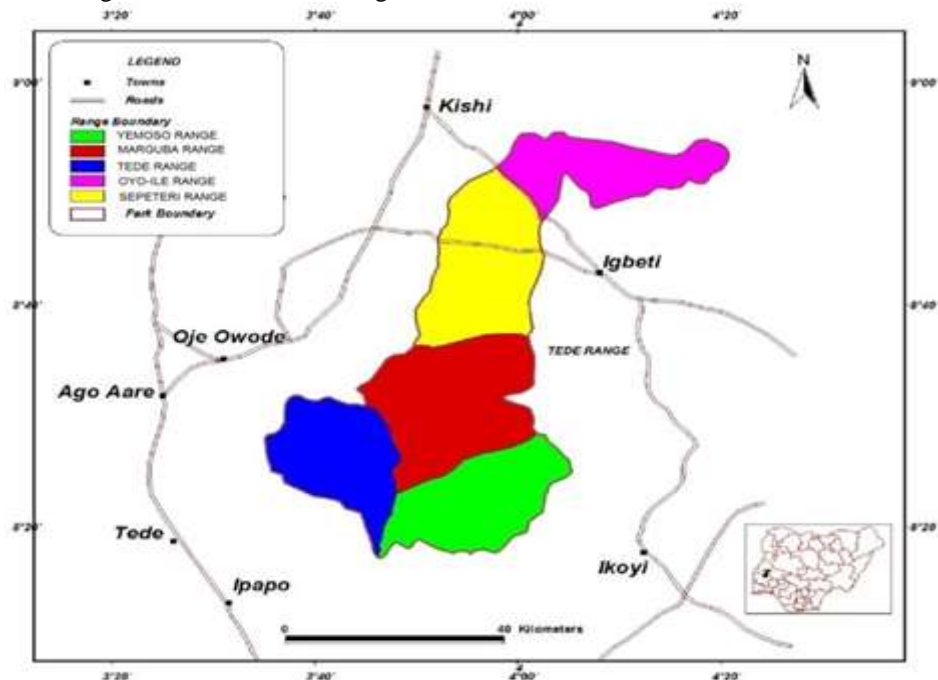 3°20' 3°40' 4°00' 4°20'
LEGEND
Towns
Roads
Range Boundary
YEMOSO RANGE
MARGUBA RANGE
TEDE RANGE
OYO-ILE RANGE
SEPETERI RANGE
Park Boundary
N
9°00' 9°00'
Kishi
Igbeti
8°40' 8°40'
Oje Owode
TEDE RANGE
Ago Aare
8°20' 8°20'
Tede
Ikoyi
Ipapo
0 40 Kilometers
3°20' 3°40' 4°00' 4°20'